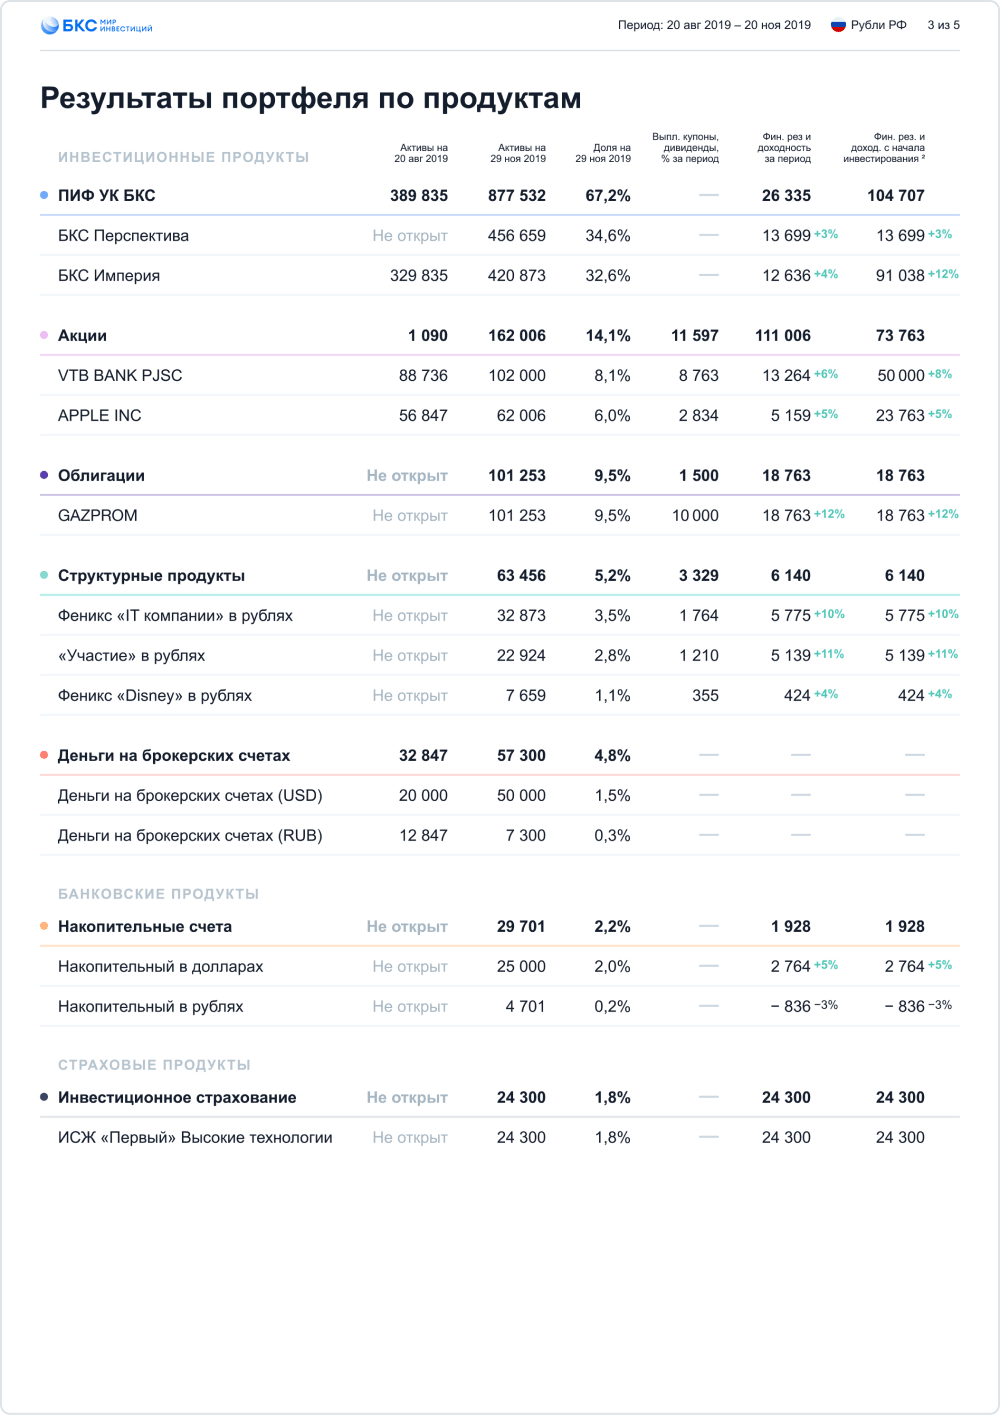 БКС МИР ИНВЕСТИЦИЙ Период: 20 авг 2019 – 20 ноя 2019 Рубли РФ 3 из 5
Результаты портфеля по продуктам
ИНВЕСТИЦИОННЫЕ ПРОДУКТЫ Активы на 20 авг 2019 Активы на 29 ноя 2019 Доля на 29 ноя 2019 Выпл. купоны, дивиденды, % за период Фин. рез и доходность за период Фин. рез. и доход. с начала инвестирования ²
ПИФ УК БКС 389 835 877 532 67,2% — 26 335 104 707
БКС Перспектива Не открыт 456 659 34,6% — 13 699 +3% 13 699 +3%
БКС Империя 329 835 420 873 32,6% — 12 636 +4% 91 038 +12%
Акции 1 090 162 006 14,1% 11 597 111 006 73 763
VTB BANK PJSC 88 736 102 000 8,1% 8 763 13 264 +6% 50 000 +8%
APPLE INC 56 847 62 006 6,0% 2 834 5 159 +5% 23 763 +5%
Облигации Не открыт 101 253 9,5% 1 500 18 763 18 763
GAZPROM Не открыт 101 253 9,5% 10 000 18 763 +12% 18 763 +12%
Структурные продукты Не открыт 63 456 5,2% 3 329 6 140 6 140
Феникс «IT компании» в рублях Не открыт 32 873 3,5% 1 764 5 775 +10% 5 775 +10%
«Участие» в рублях Не открыт 22 924 2,8% 1 210 5 139 +11% 5 139 +11%
Феникс «Disney» в рублях Не открыт 7 659 1,1% 355 424 +4% 424 +4%
Деньги на брокерских счетах 32 847 57 300 4,8% — — —
Деньги на брокерских счетах (USD) 20 000 50 000 1,5% — — —
Деньги на брокерских счетах (RUB) 12 847 7 300 0,3% — — —
БАНКОВСКИЕ ПРОДУКТЫ
Накопительные счета Не открыт 29 701 2,2% — 1 928 1 928
Накопительный в долларах Не открыт 25 000 2,0% — 2 764 +5% 2 764 +5%
Накопительный в рублях Не открыт 4 701 0,2% — − 836 −3% − 836 −3%
СТРАХОВЫЕ ПРОДУКТЫ
Инвестиционное страхование Не открыт 24 300 1,8% — 24 300 24 300
ИСЖ «Первый» Высокие технологии Не открыт 24 300 1,8% — 24 300 24 300